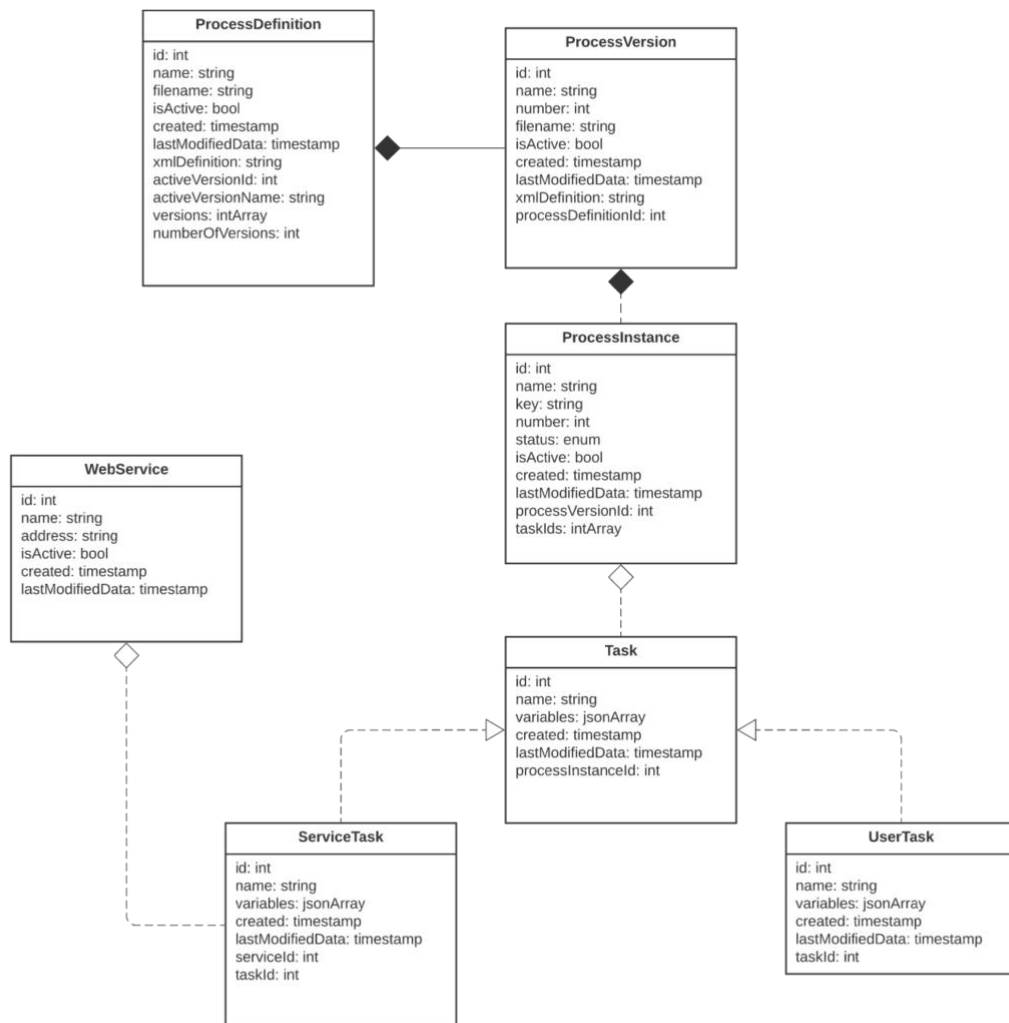 ProcessDefinition
id: int
name: string
filename: string
isActive: bool
created: timestamp
lastModifiedData: timestamp
xmlDefinition: string
activeVersionId: int
activeVersionName: string
versions: intArray
numberOfVersions: int
ProcessVersion
id: int
name: string
number: int
filename: string
isActive: bool
created: timestamp
lastModifiedData: timestamp
xmlDefinition: string
processDefinitionId: int
ProcessInstance
id: int
name: string
key: string
number: int
status: enum
isActive: bool
created: timestamp
lastModifiedData: timestamp
processVersionId: int
taskIds: intArray
WebService
id: int
name: string
address: string
isActive: bool
created: timestamp
lastModifiedData: timestamp
Task
id: int
name: string
variables: jsonArray
created: timestamp
lastModifiedData: timestamp
processInstanceId: int
ServiceTask
id: int
name: string
variables: jsonArray
created: timestamp
lastModifiedData: timestamp
serviceId: int
taskId: int
UserTask
id: int
name: string
variables: jsonArray
created: timestamp
lastModifiedData: timestamp
taskId: int